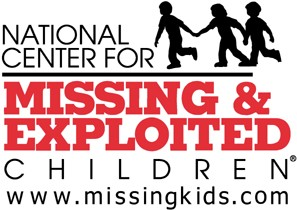 NATIONAL
CENTER FOR
MISSING &
EXPLOITED
CHILDREN®
www.missingkids.com